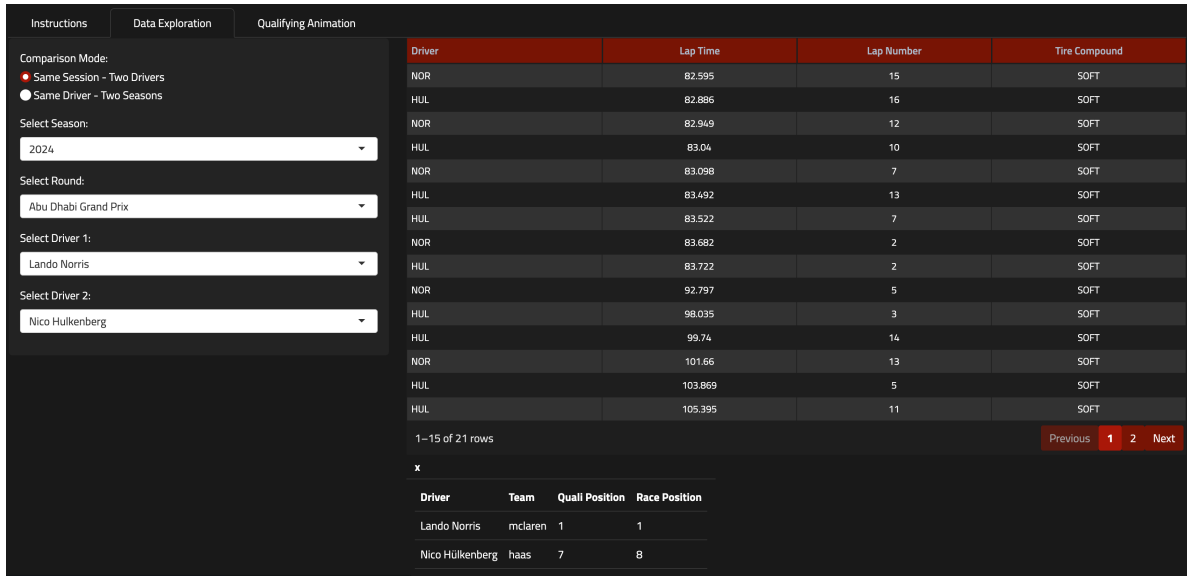 Instructions Data Exploration Qualifying Animation
Comparison Mode:
Same Session - Two Drivers
Same Driver - Two Seasons
Select Season:
2024
Select Round:
Abu Dhabi Grand Prix
Select Driver 1:
Lando Norris
Select Driver 2:
Nico Hulkenberg
Driver Lap Time Lap Number Tire Compound
NOR 82.595 15 SOFT
HUL 82.886 16 SOFT
NOR 82.949 12 SOFT
HUL 83.04 10 SOFT
NOR 83.098 7 SOFT
HUL 83.492 13 SOFT
HUL 83.522 7 SOFT
NOR 83.682 2 SOFT
HUL 83.722 2 SOFT
NOR 92.797 5 SOFT
HUL 98.035 3 SOFT
HUL 99.74 14 SOFT
NOR 101.66 13 SOFT
HUL 103.869 5 SOFT
HUL 105.395 11 SOFT
1–15 of 21 rows Previous 1 2 Next
x
Driver Team Quali Position Race Position
Lando Norris mclaren 1 1
Nico Hülkenberg haas 7 8